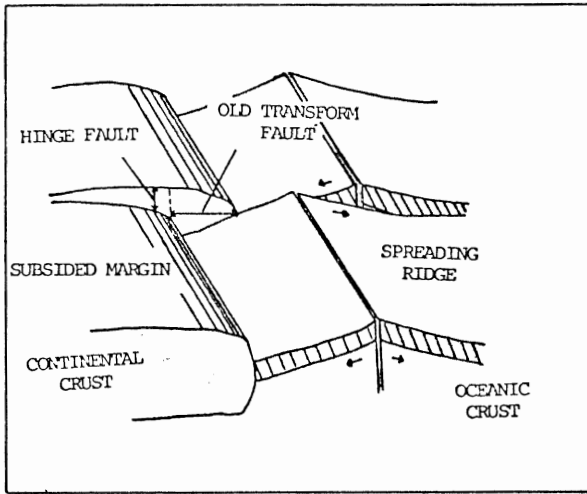 OLD TRANSFORM
FAULT
HINGE FAULT
SUBSIDED MARGIN
SPREADING
RIDGE
CONTINENTAL
CRUST
OCEANIC
CRUST